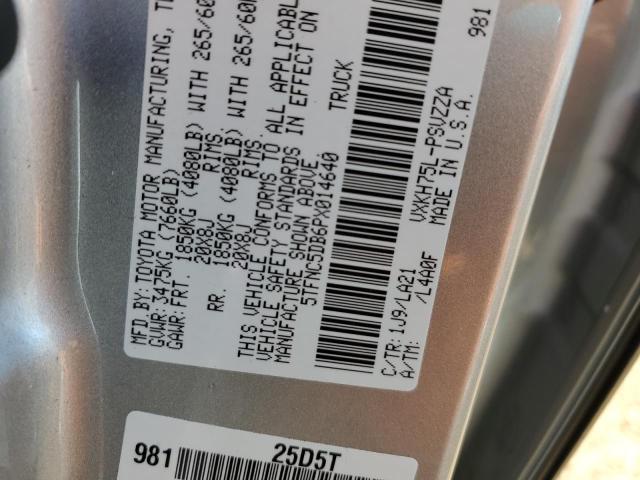 MFD.BY: TOYOTA MOTOR MANUFACTURING,
GVWR: 3475KG (7660LB)
GAWR: FRT. 1850KG (4080LB) WITH 265/60
20X8J RIMS,
RR. 1850KG (4080LB) WITH 265/60
20X8J RIMS.
THIS VEHICLE CONFORMS TO ALL APPLICABLE
VEHICLE SAFETY STANDARDS IN EFFECT ON
MANUFACTURE SHOWN ABOVE.
5TFNC5DB6PX014640 TRUCK
C/TR: 1J9/LA21 VXKH75L-PSVZZA
A/TM: /L4A0F MADE IN U.S.A.
981
981 25D5T